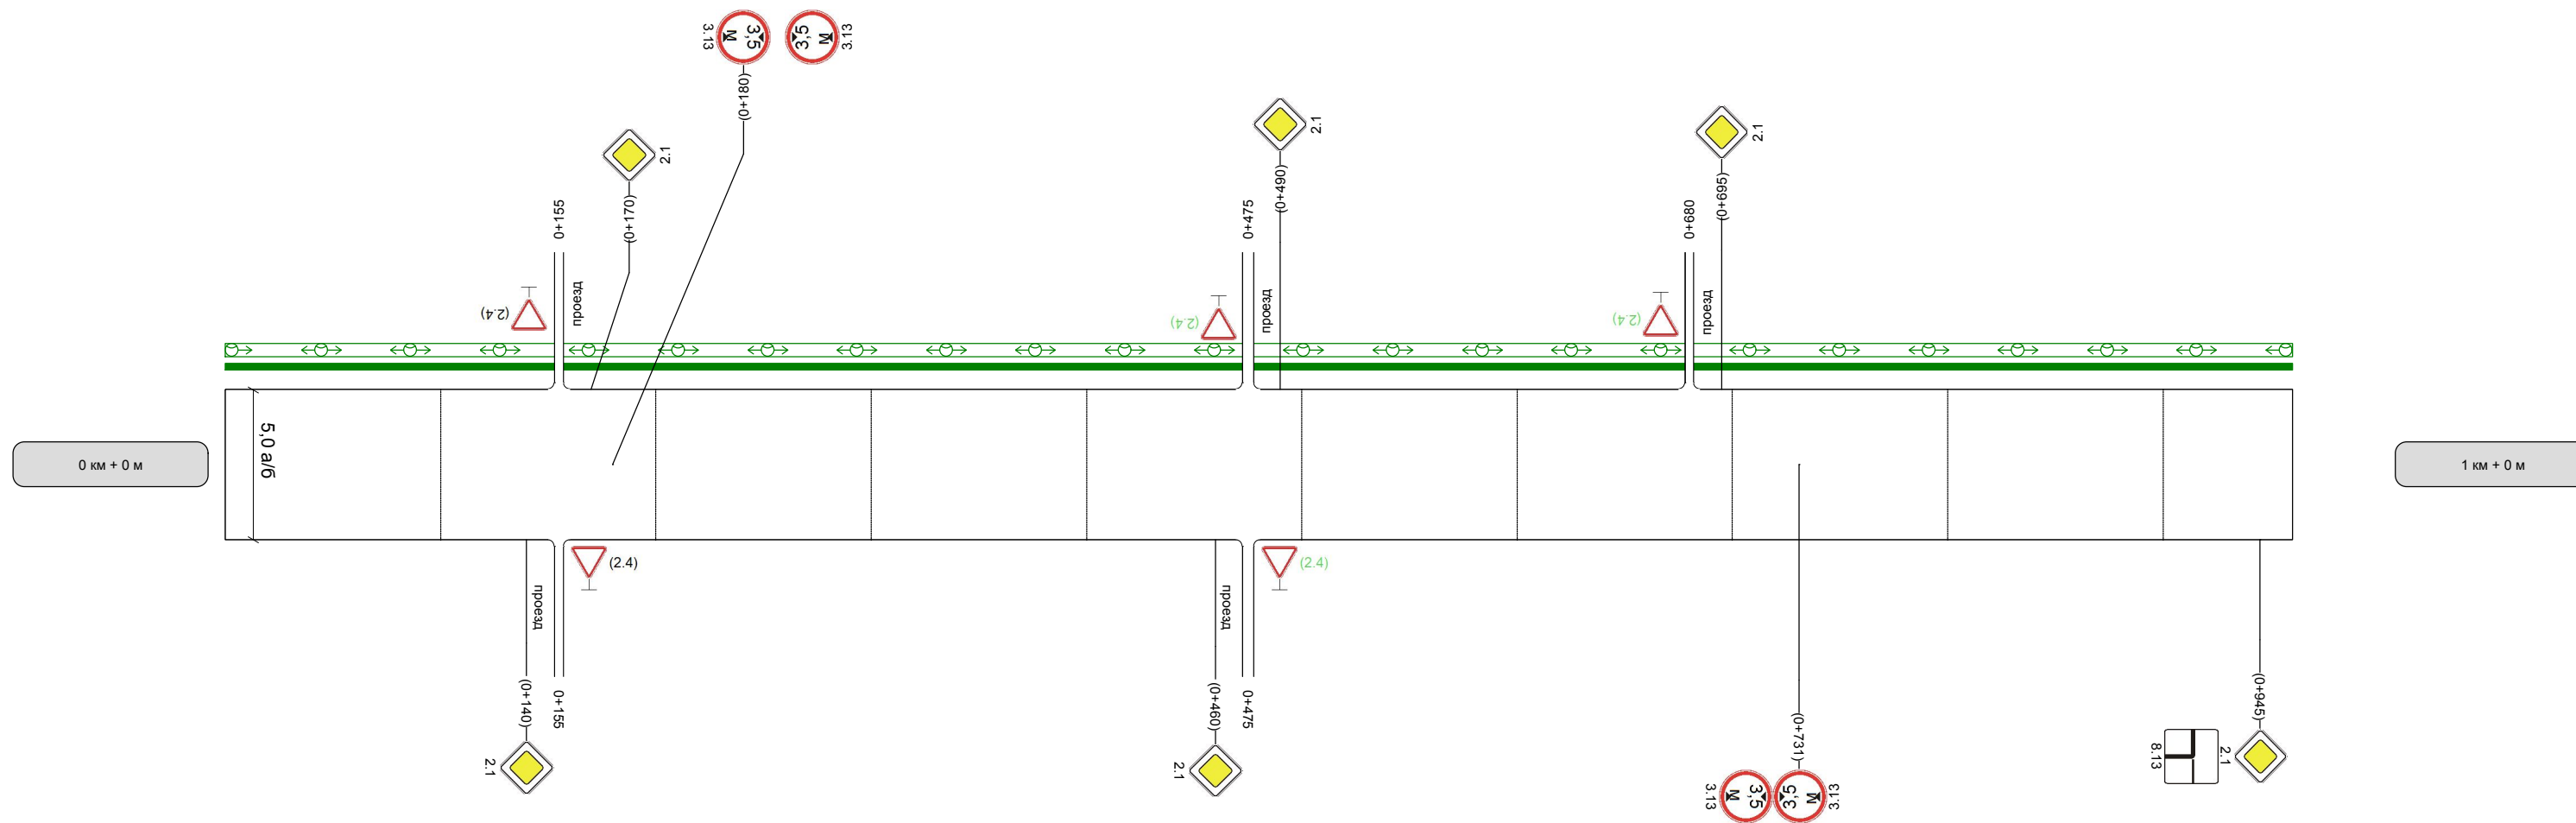 3.13
3,5
М
3,5
М
3.13
(0+180)
2.1
(0+170)
2.1
(0+490)
2.1
(0+695)
0+155
0+475
0+680
проезд
проезд
проезд
(2.4)
(2.4)
(2.4)
5,0 а/б
0 км + 0 м
1 км + 0 м
(2.4)
(2.4)
проезд
проезд
(0+140)
0+155
2.1
(0+460)
0+475
2.1
(0+731)
3.13
3,5
М
3,5
М
3.13
(0+945)
8.13
2.1